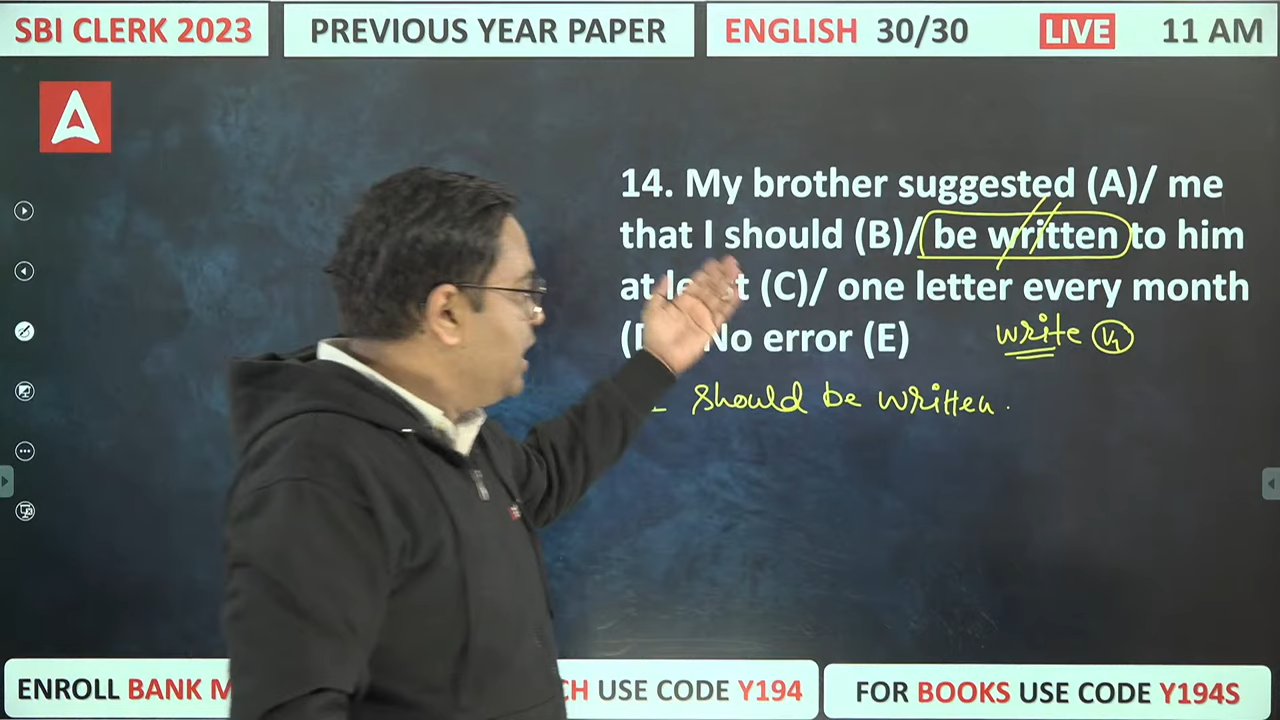 SBI CLERK 2023
PREVIOUS YEAR PAPER
ENGLISH 30/30
LIVE
11 AM
A
14. My brother suggested (A)/ me
that I should (B)/ be written to him
at least (C)/ one letter every month
No error (E)
write V1
should be written.
ENROLL BANK
USE CODE Y194
FOR BOOKS USE CODE Y194S